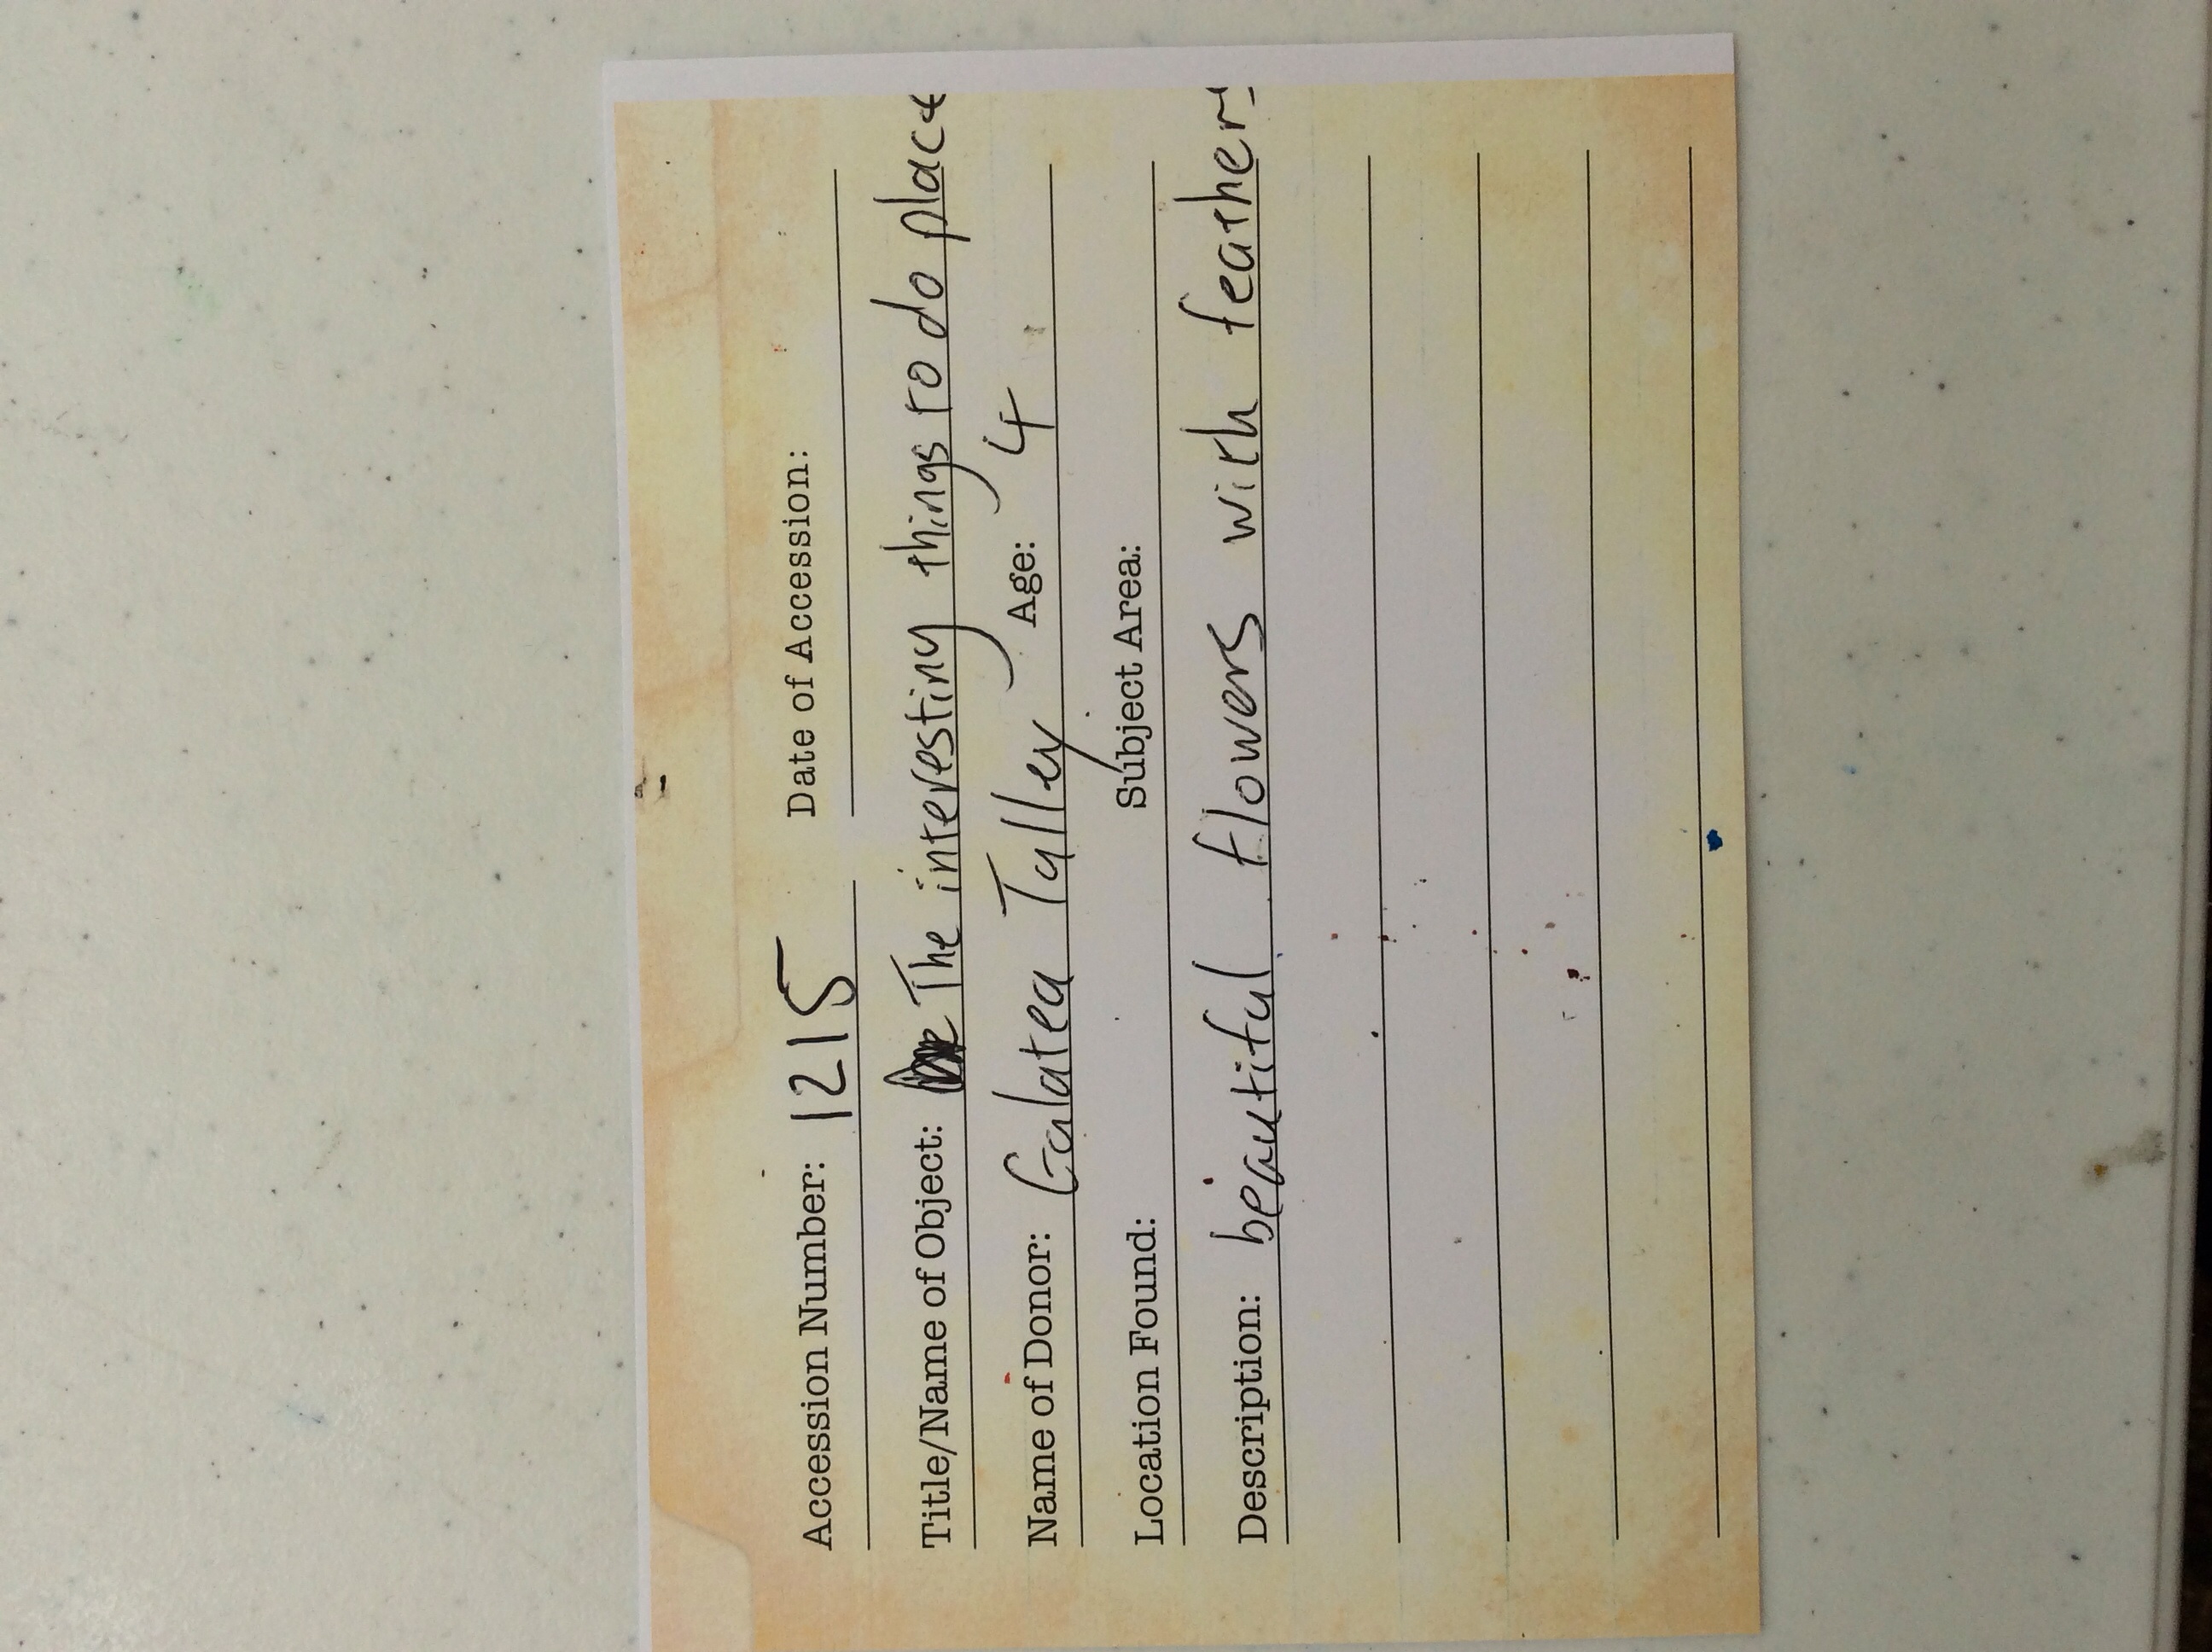 Accession Number: 1215 Date of Accession:
Title/Name of Object: The interesting things to do place
Name of Donor: Galatea Talley Age: 4
Location Found: Subject Area:
Description: beautiful flowers with feathers